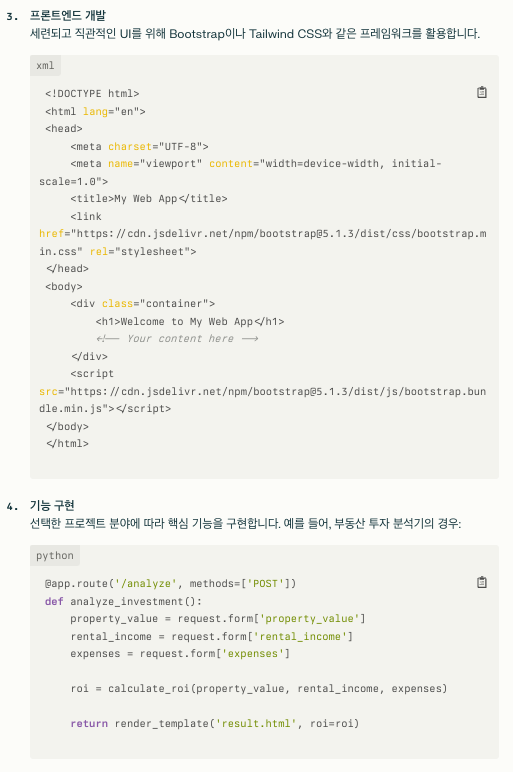 3. 프론트엔드 개발
세련되고 직관적인 UI를 위해 Bootstrap이나 Tailwind CSS와 같은 프레임워크를 활용합니다.
xml
<!DOCTYPE html>
<html lang="en">
<head>
    <meta charset="UTF-8">
    <meta name="viewport" content="width=device-width, initial-
scale=1.0">
    <title>My Web App</title>
    <link
href="https://cdn.jsdelivr.net/npm/bootstrap@5.1.3/dist/css/bootstrap.m
in.css" rel="stylesheet">
</head>
<body>
    <div class="container">
        <h1>Welcome to My Web App</h1>
        <!-- Your content here -->
    </div>
    <script
src="https://cdn.jsdelivr.net/npm/bootstrap@5.1.3/dist/js/bootstrap.bun
dle.min.js"></script>
</body>
</html>
4. 기능 구현
선택한 프로젝트 분야에 따라 핵심 기능을 구현합니다. 예를 들어, 부동산 투자 분석기의 경우:
python
@app.route('/analyze', methods=['POST'])
def analyze_investment():
    property_value = request.form['property_value']
    rental_income = request.form['rental_income']
    expenses = request.form['expenses']
    roi = calculate_roi(property_value, rental_income, expenses)
    return render_template('result.html', roi=roi)